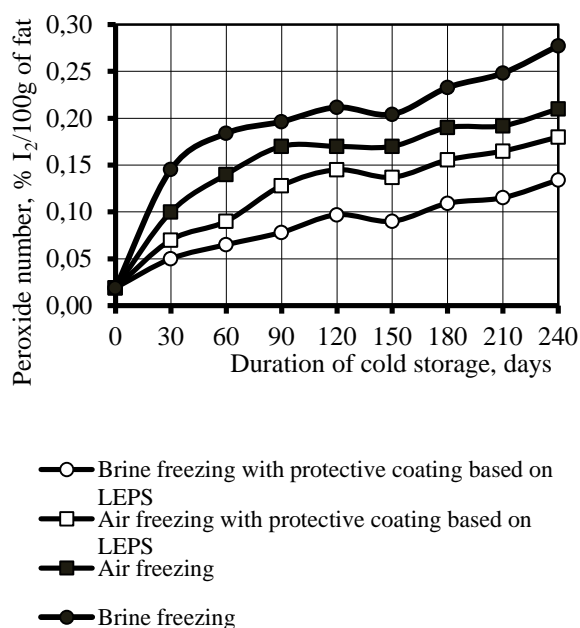 Peroxide number, % I₂/100g of fat
0,30
0,25
0,20
0,15
0,10
0,05
0,00
0 30 60 90 120 150 180 210 240
Duration of cold storage, days
Brine freezing with protective coating based on
LEPS
Air freezing with protective coating based on
LEPS
Air freezing
Brine freezing